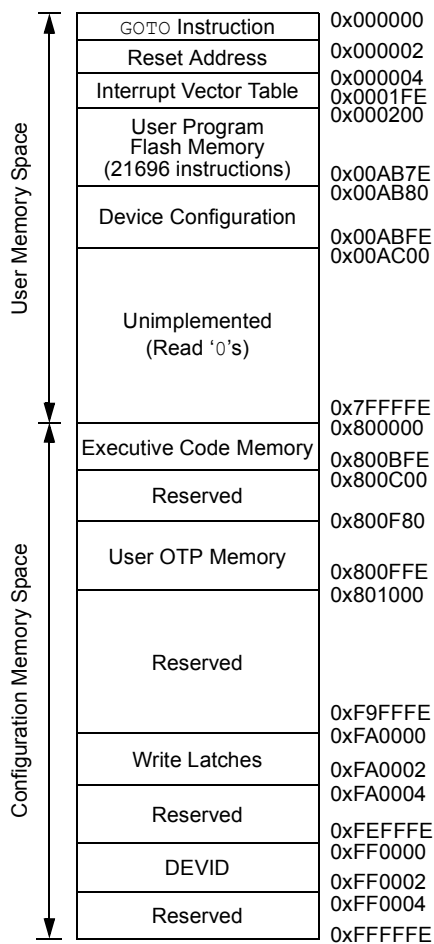 GOTO Instruction
0x000000
Reset Address
0x000002
0x000004
Interrupt Vector Table
0x0001FE
0x000200
User Program
Flash Memory
(21696 instructions)
0x00AB7E
0x00AB80
Device Configuration
0x00ABFE
0x00AC00
Unimplemented
(Read ‘0’s)
0x7FFFFE
User Memory Space
0x800000
Executive Code Memory
0x800BFE
0x800C00
Reserved
0x800F80
User OTP Memory
0x800FFE
0x801000
Reserved
0xF9FFFE
0xFA0000
Write Latches
0xFA0002
0xFA0004
Reserved
0xFEFFFE
0xFF0000
DEVID
0xFF0002
0xFF0004
Reserved
0xFFFFFE
Configuration Memory Space